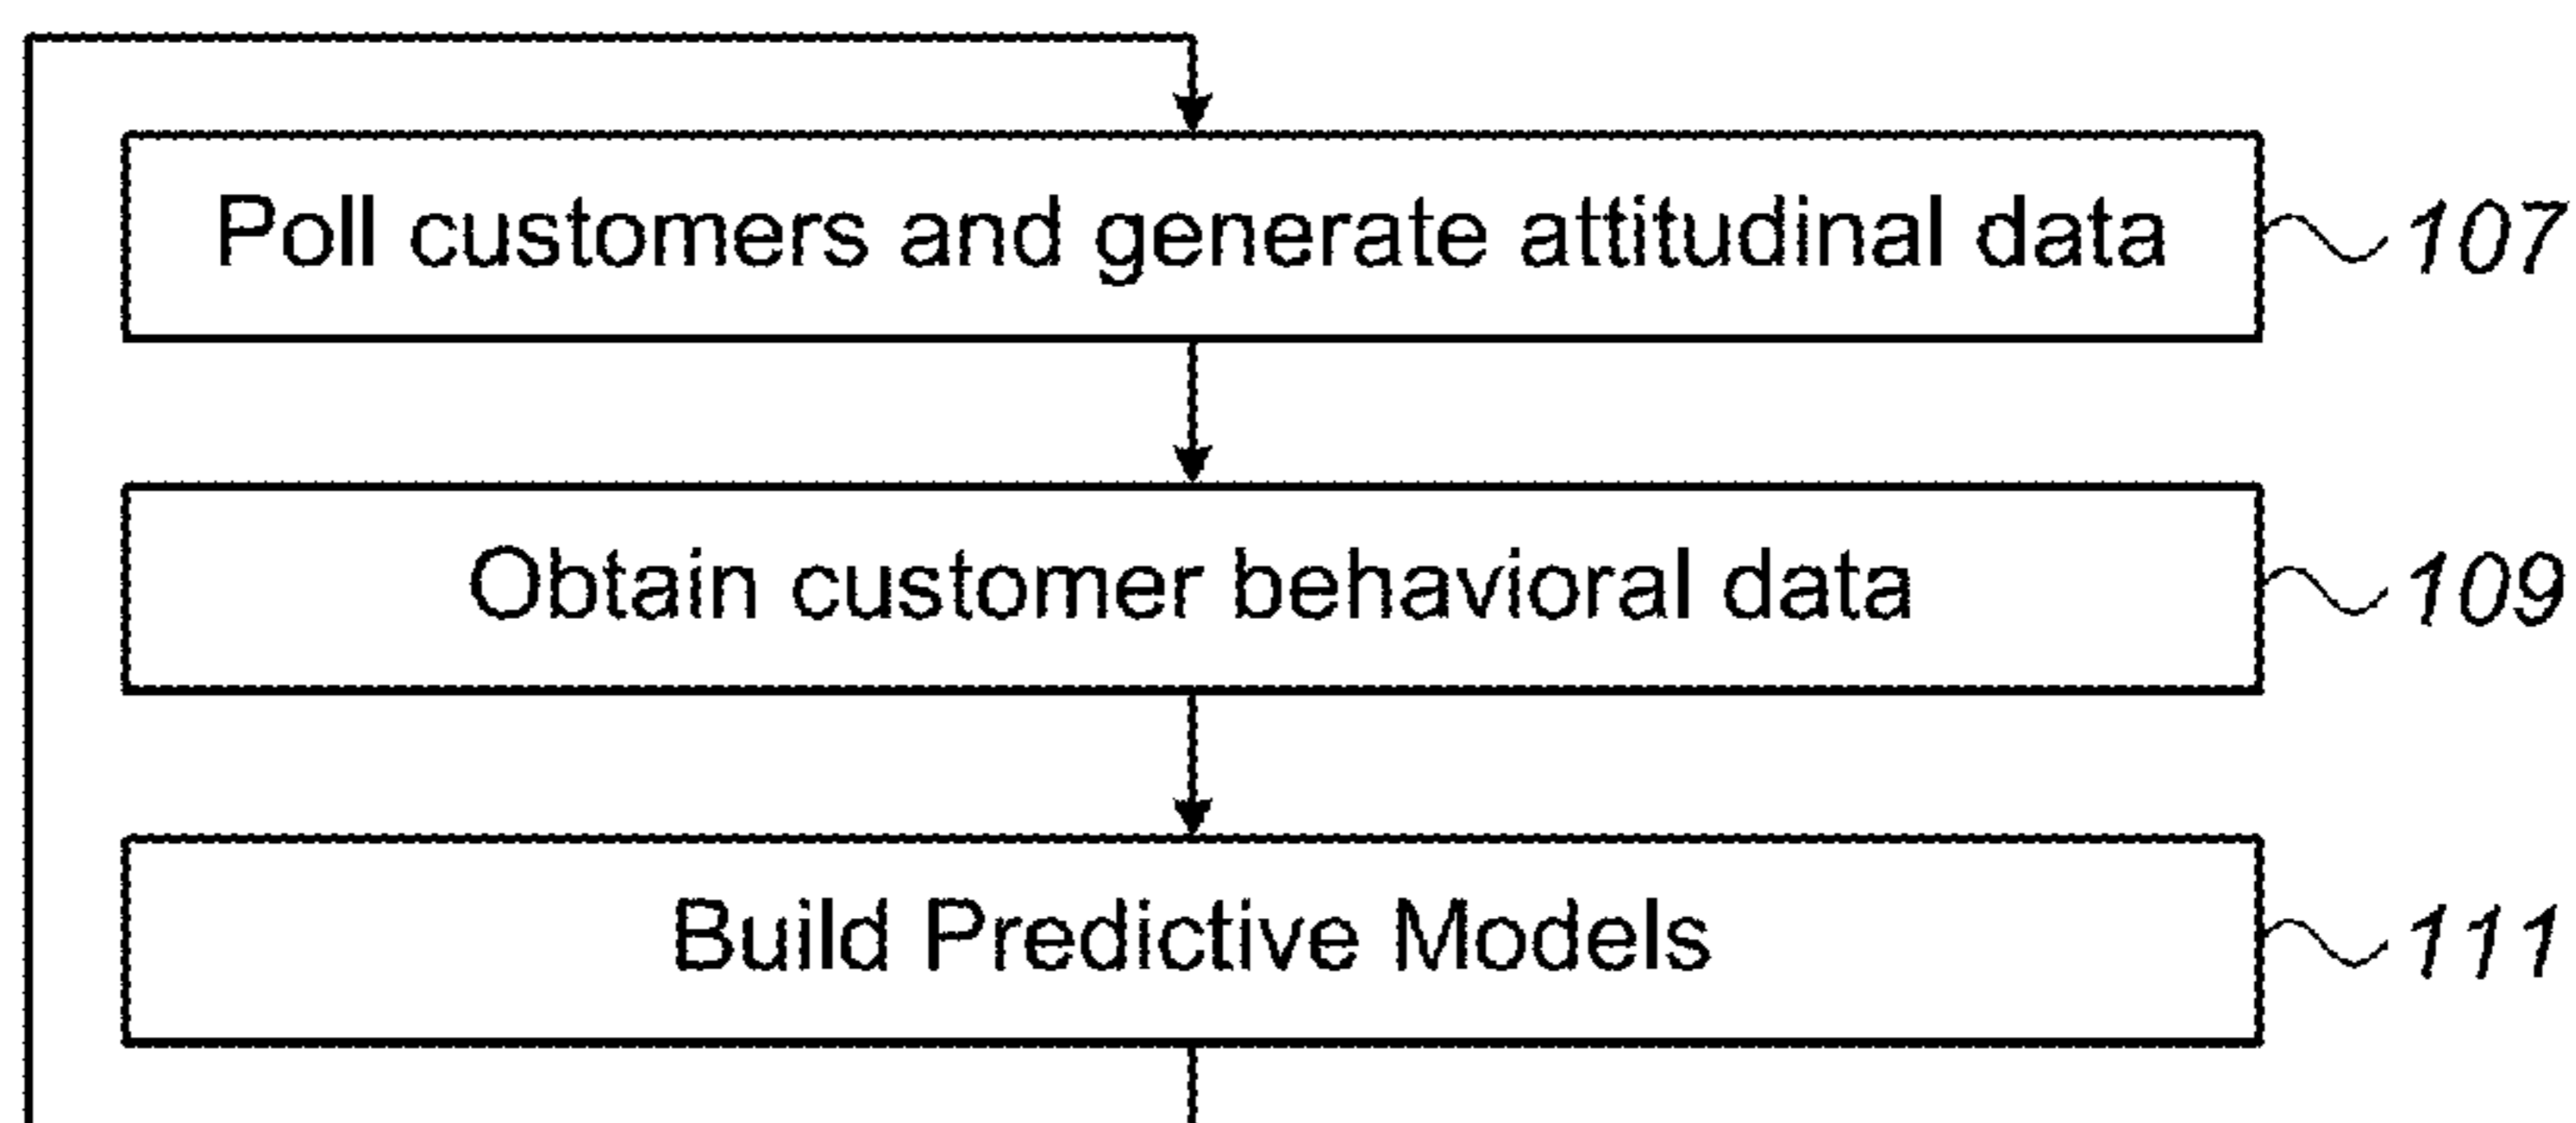 Poll customers and generate attitudinal data 107
Obtain customer behavioral data 109
Build Predictive Models 111